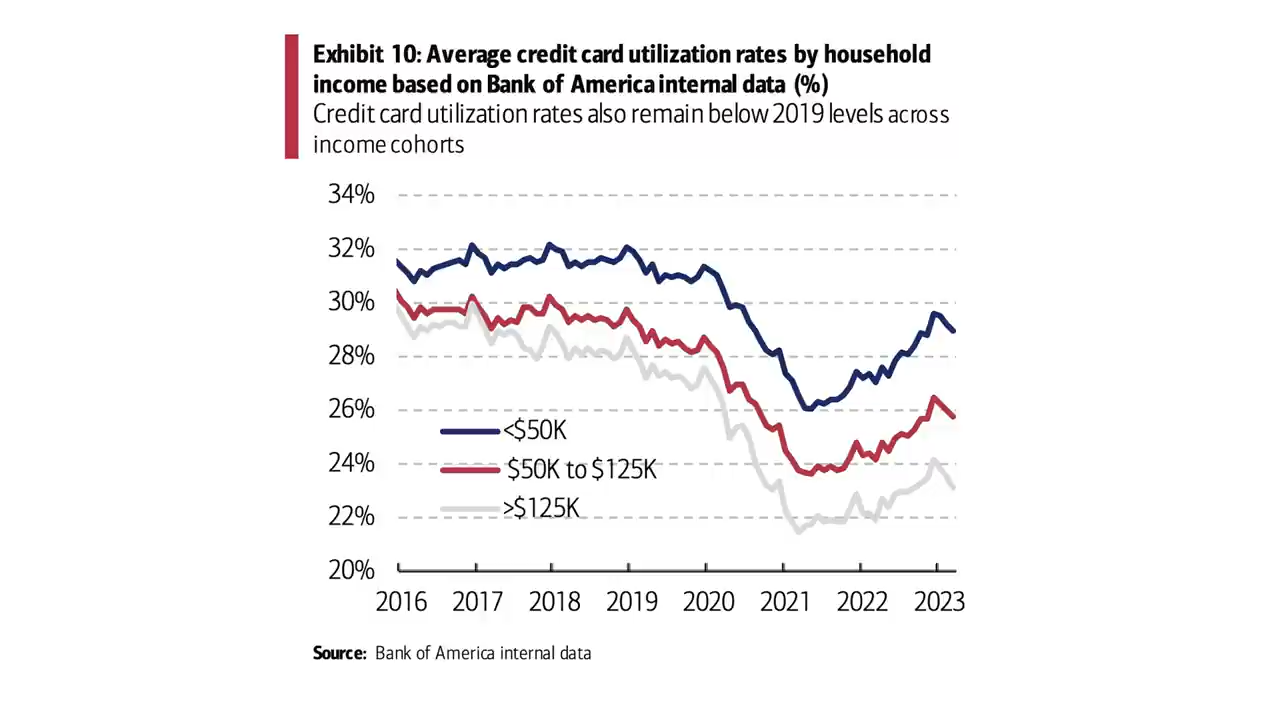 Exhibit 10: Average credit card utilization rates by household
income based on Bank of America internal data (%)
Credit card utilization rates also remain below 2019 levels across
income cohorts
34%
32%
30%
28%
26%
24%
22%
20%
<$50K
$50K to $125K
>$125K
2016 2017 2018 2019 2020 2021 2022 2023
Source: Bank of America internal data